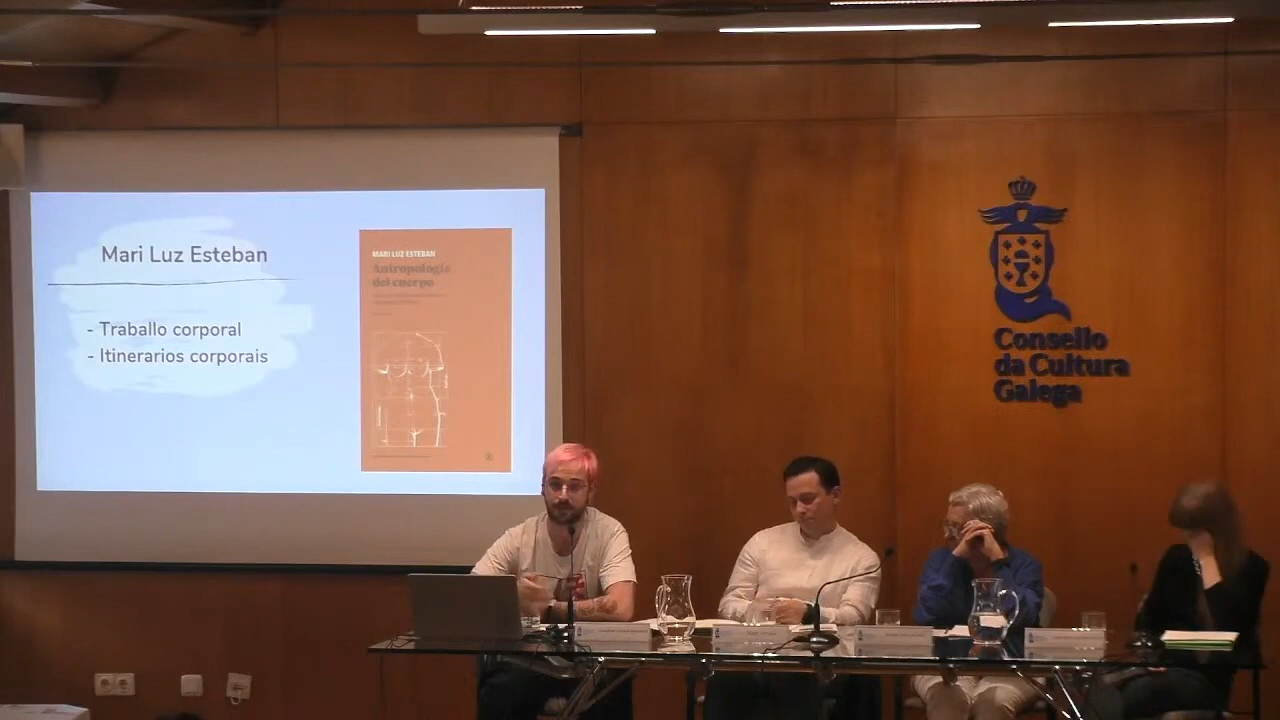 Mari Luz Esteban
- Traballo corporal
- Itinerarios corporais
MARI LUZ ESTEBAN
Antropología
del cuerpo
Consello
da Cultura
Galega